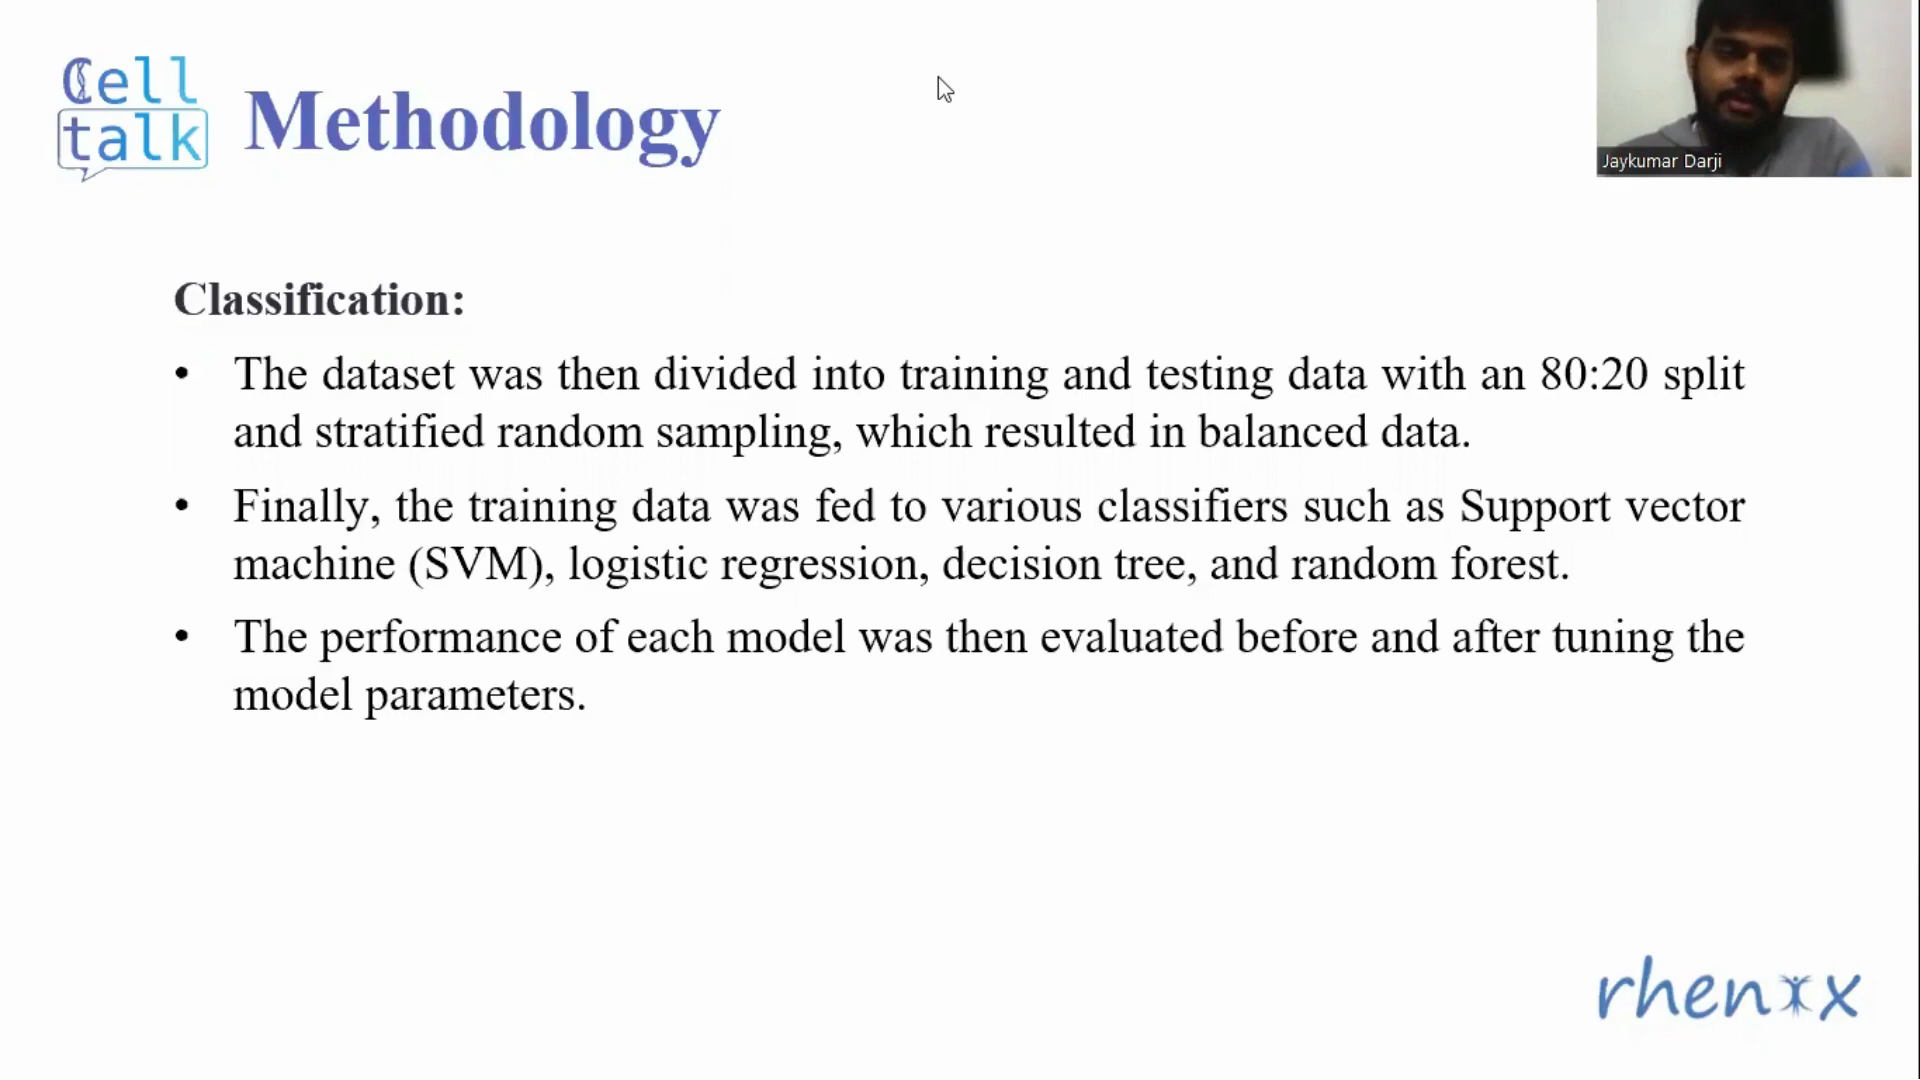 Cell
talk
Methodology
Jaykumar Darji
Classification:
• The dataset was then divided into training and testing data with an 80:20 split
and stratified random sampling, which resulted in balanced data.
• Finally, the training data was fed to various classifiers such as Support vector
machine (SVM), logistic regression, decision tree, and random forest.
• The performance of each model was then evaluated before and after tuning the
model parameters.
rhenix